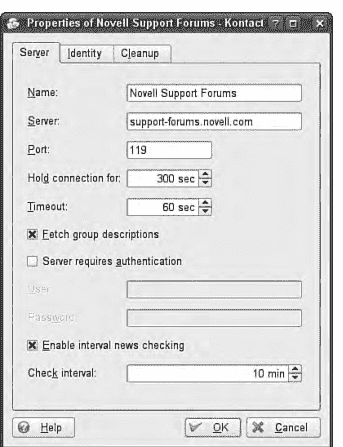 Properties of Novell Support Forums - Kontact
Server Identity Cleanup
Name: Novell Support Forums
Server: support-forums.novell.com
Port: 119
Hold connection for: 300 sec
Timeout: 60 sec
Fetch group descriptions
Server requires authentication
User:
Password:
Enable interval news checking
Check interval: 10 min
Help OK Cancel